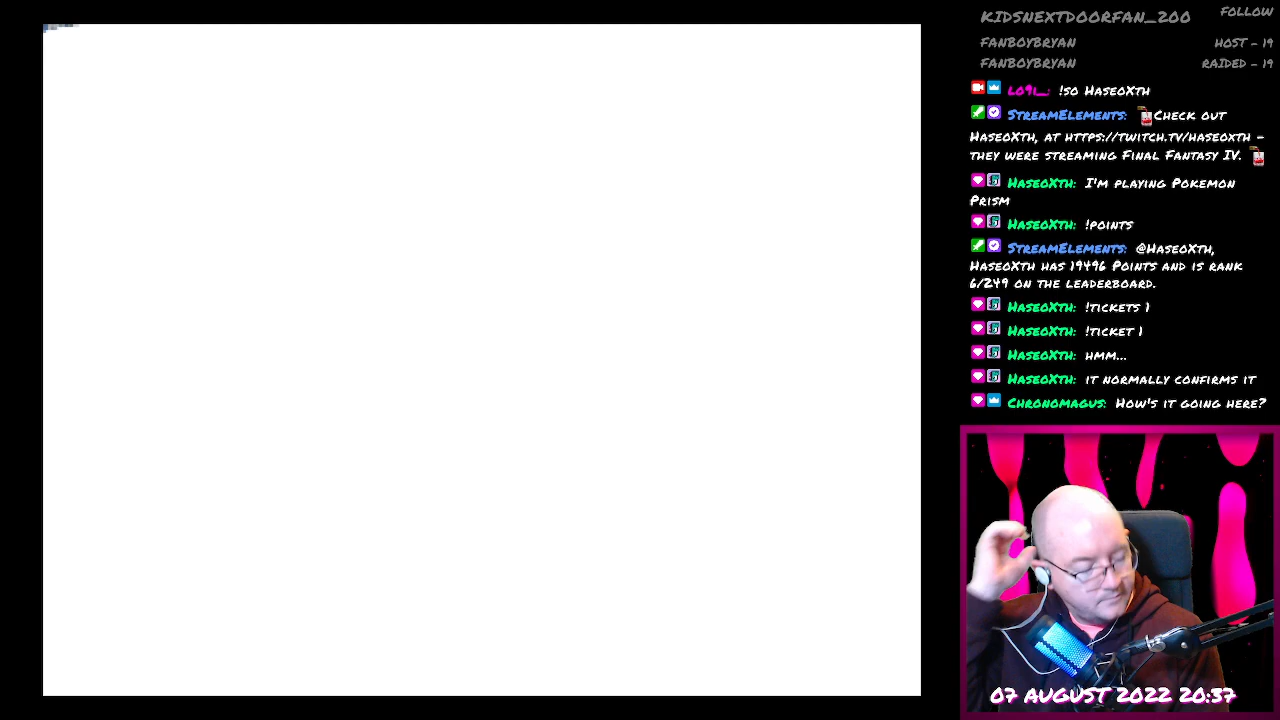 KIDSNEXTDOORFAN_200 FOLLOW
FANBOYBRYAN HOST - 19
FANBOYBRYAN RAIDED - 19
LO9I_: !SO HASEOXTH
STREAMELEMENTS: CHECK OUT
HASEOXTH, AT HTTPS://TWITCH.TV/HASEOXTH -
THEY WERE STREAMING FINAL FANTASY IV.
HASEOXTH: I'M PLAYING POKEMON
PRISM
HASEOXTH: !POINTS
STREAMELEMENTS: @HASEOXTH,
HASEOXTH HAS 19496 POINTS AND IS RANK
6/249 ON THE LEADERBOARD.
HASEOXTH: !TICKETS 1
HASEOXTH: !TICKET 1
HASEOXTH: HMM...
HASEOXTH: IT NORMALLY CONFIRMS IT
CHRONOMAGUS: HOW'S IT GOING HERE?
07 AUGUST 2022 20:37